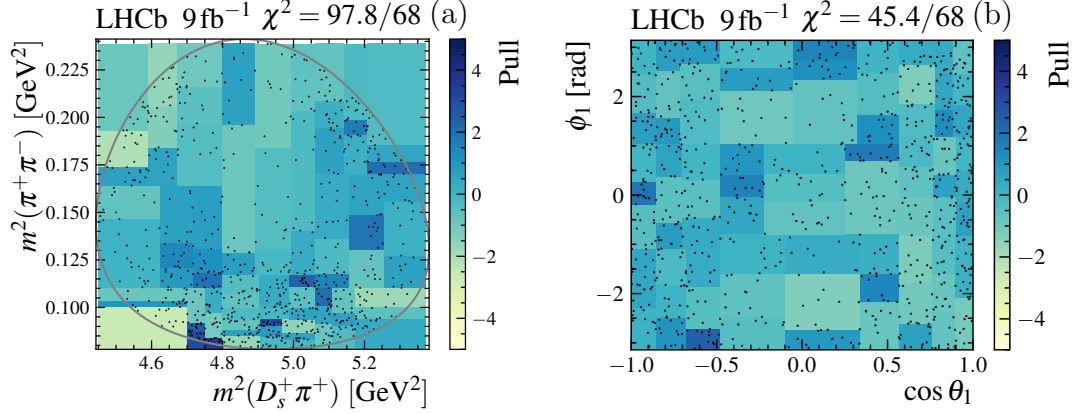 LHCb 9 fb⁻¹ χ² = 97.8/68 (a)
m²(π⁺π⁻) [GeV²]
0.225
0.200
0.175
0.150
0.125
0.100
4.6 4.8 5.0 5.2
m²(Dₛ⁺π⁺) [GeV²]
Pull
4
2
0
−2
−4
LHCb 9 fb⁻¹ χ² = 45.4/68 (b)
ϕ₁ [rad]
2
0
−2
−1.0 −0.5 0.0 0.5 1.0
cos θ₁
Pull
4
2
0
−2
−4